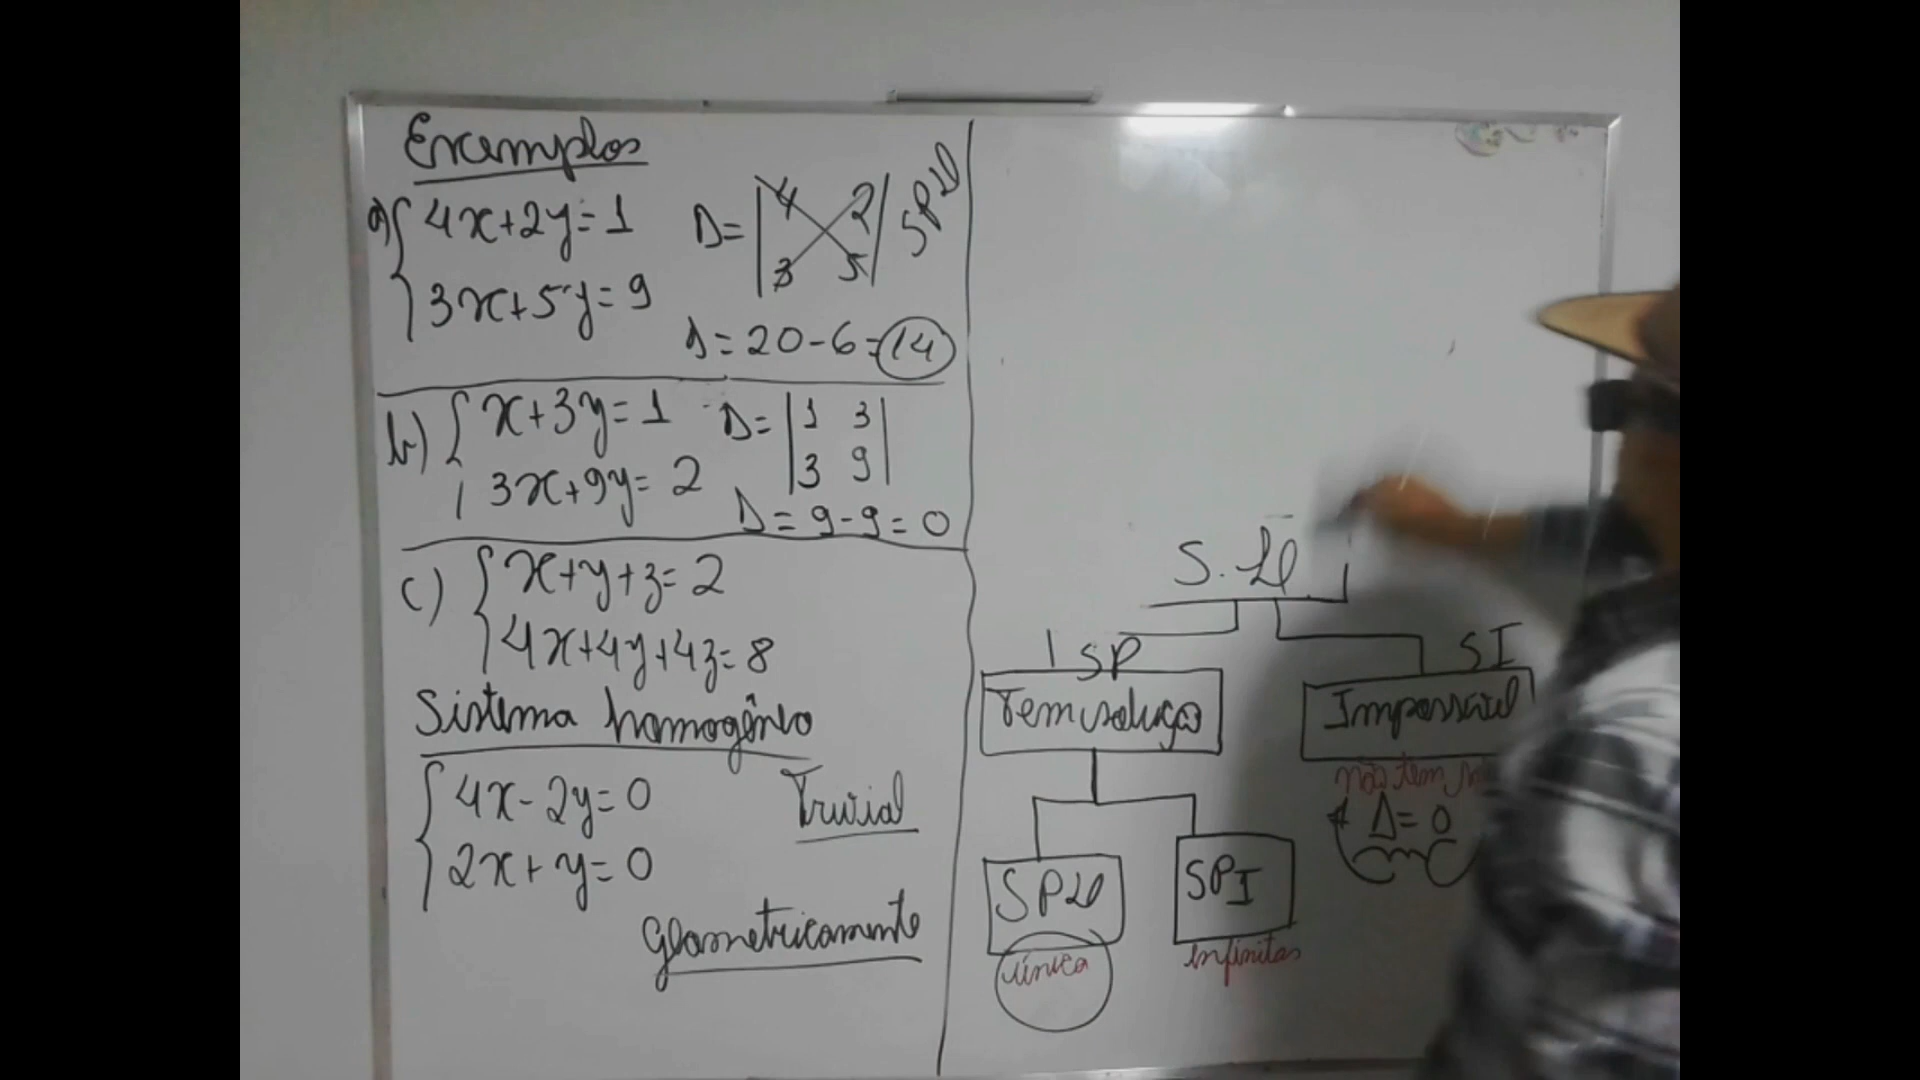 Exemplos
a) { 4x+2y=1
3x+5y=9
D= | 4 2 |
| 3 5 |
SPD
Δ=20-6=14
b) { x+3y=1
3x+9y=2
D= | 1 3 |
| 3 9 |
D=9-9=0
c) { x+y+z=2
4x+4y+4z=8
Sistema homogêneo
{ 4x-2y=0
2x+y=0
Trivial
Geometricamente
SP
SI
Tem solução
Impossível
não tem
Δ=0
SPD
SPI
única
infinitas